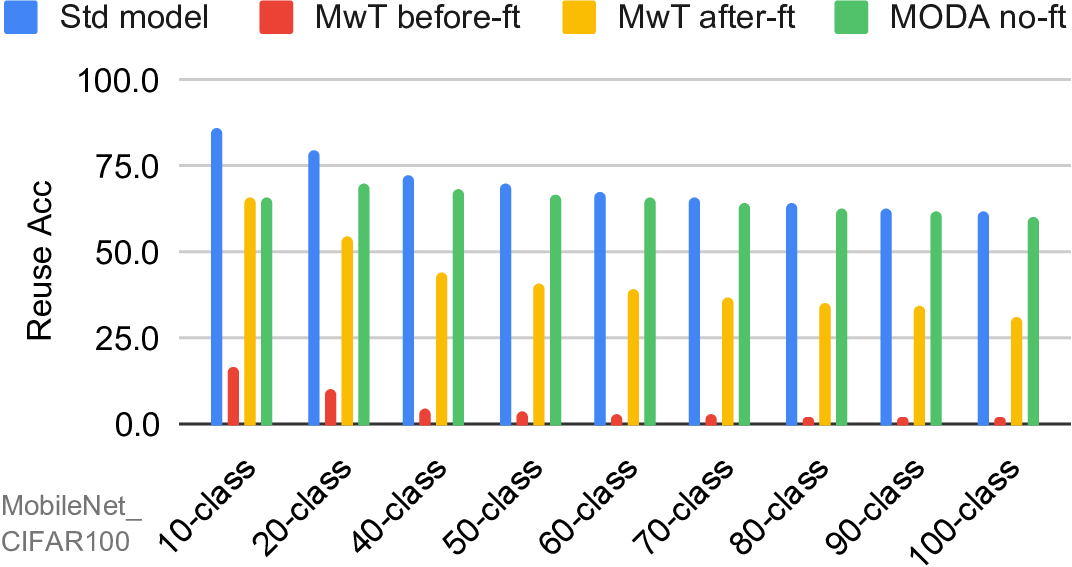 Std model MwT before-ft MwT after-ft MODA no-ft
100.0
75.0
50.0
25.0
0.0
Reuse Acc
10-class 20-class 40-class 50-class 60-class 70-class 80-class 90-class 100-class
MobileNet_
CIFAR100